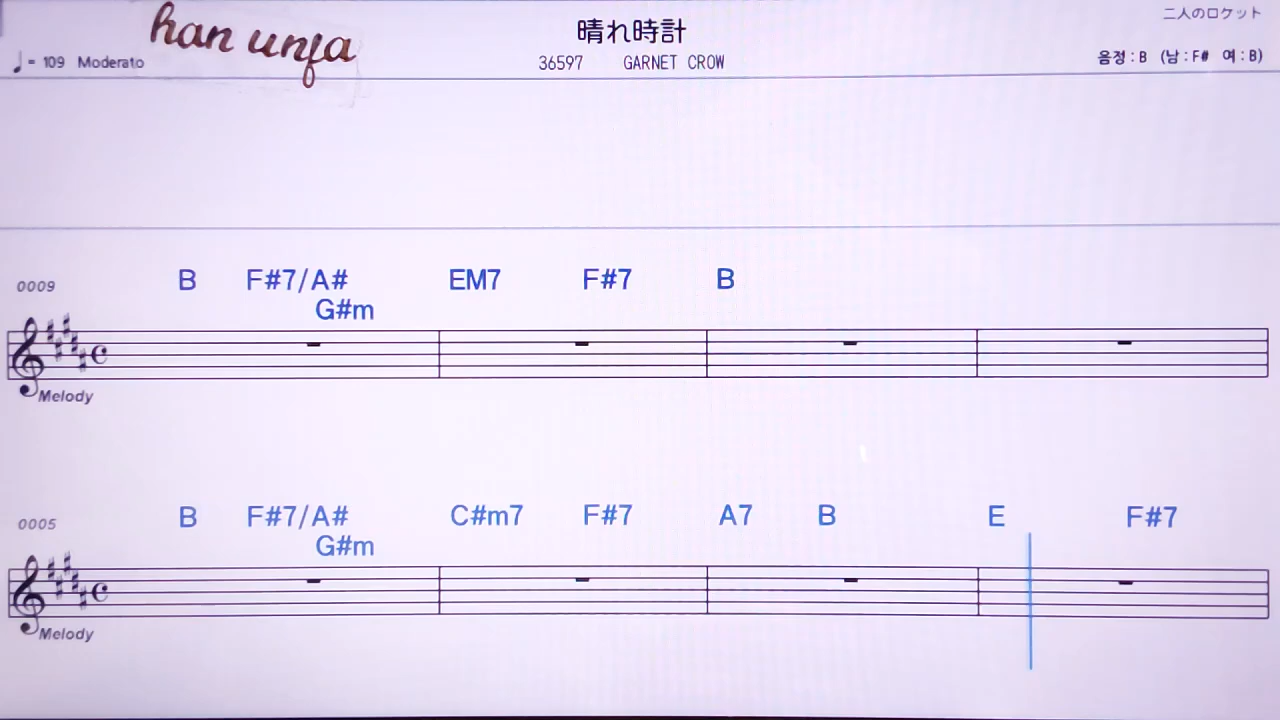 二人のロケット
han unja
晴れ時計
♩= 109 Moderato
36597 GARNET CROW
음정 : B (남 : F# 여 : B)
0009
B F#7/A# EM7 F#7 B
G#m
Melody
0005
B F#7/A# C#m7 F#7 A7 B E F#7
G#m
Melody